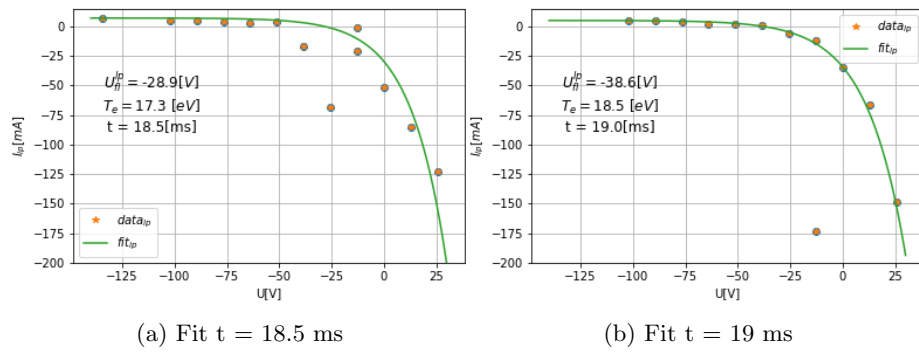 0
−25
−50
−75
−100
−125
−150
−175
−200
I_lp[mA]
U_fl^lp = -28.9[V]
T_e = 17.3 [eV]
t = 18.5[ms]
data_lp
fit_lp
−125 −100 −75 −50 −25 0 25
U[V]
(a) Fit t = 18.5 ms
0
−25
−50
−75
−100
−125
−150
−175
−200
I_lp[mA]
data_lp
fit_lp
U_fl^lp = -38.6[V]
T_e = 18.5 [eV]
t = 19.0[ms]
−125 −100 −75 −50 −25 0 25
U[V]
(b) Fit t = 19 ms